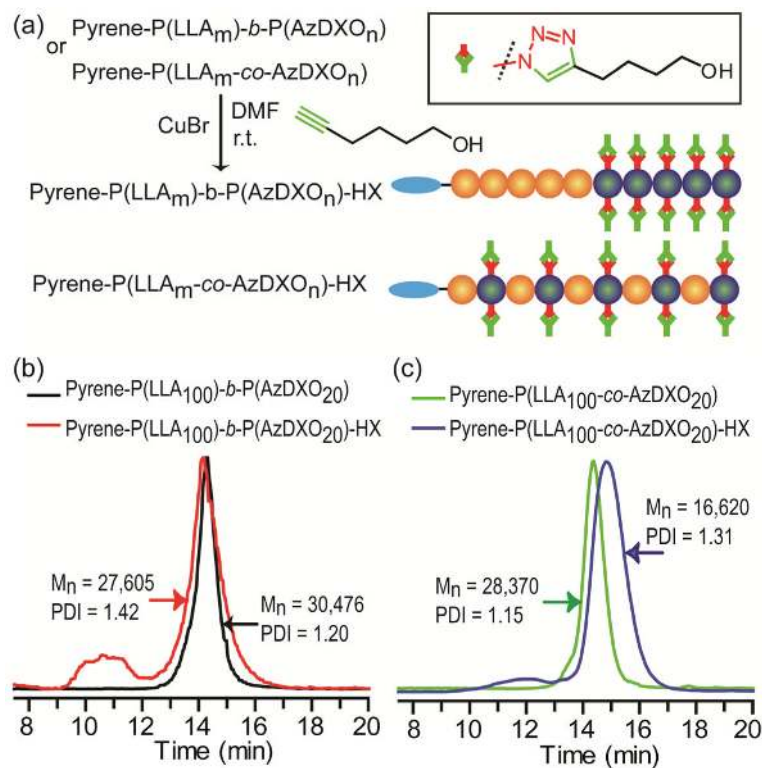 (a) Pyrene-P(LLAₘ)-b-P(AzDXOₙ)
or
Pyrene-P(LLAₘ-co-AzDXOₙ)
CuBr DMF
r.t.
OH
N N
N OH
Pyrene-P(LLAₘ)-b-P(AzDXOₙ)-HX
Pyrene-P(LLAₘ-co-AzDXOₙ)-HX
(b)
Pyrene-P(LLA₁₀₀)-b-P(AzDXO₂₀)
Pyrene-P(LLA₁₀₀)-b-P(AzDXO₂₀)-HX
Mn = 27,605
PDI = 1.42
Mn = 30,476
PDI = 1.20
8 10 12 14 16 18 20
Time (min)
(c)
Pyrene-P(LLA₁₀₀-co-AzDXO₂₀)
Pyrene-P(LLA₁₀₀-co-AzDXO₂₀)-HX
Mn = 16,620
PDI = 1.31
Mn = 28,370
PDI = 1.15
8 10 12 14 16 18 20
Time (min)